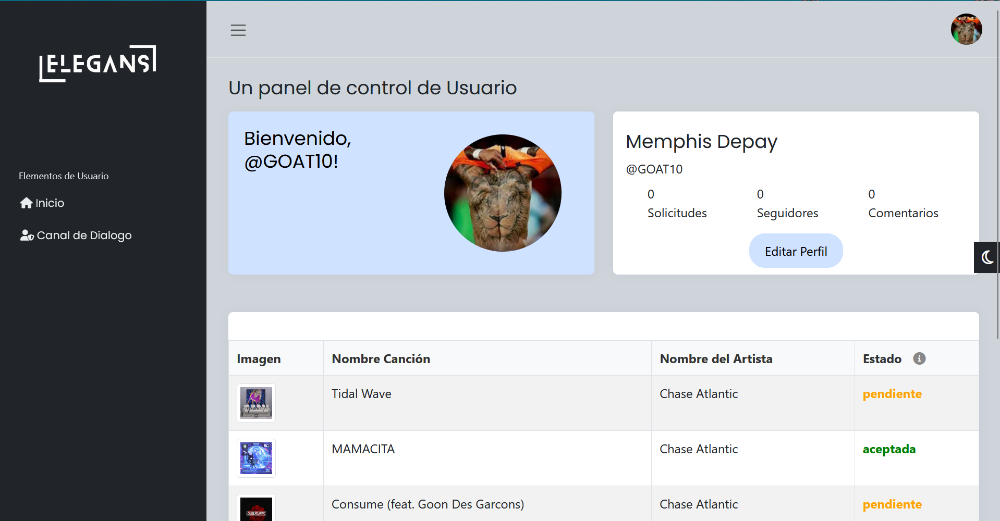 ELEGANS
Un panel de control de Usuario
Bienvenido,
@GOAT10!
Memphis Depay
@GOAT10
0
0
0
Solicitudes
Seguidores
Comentarios
Editar Perfil
Elementos de Usuario
Inicio
Canal de Dialogo
Imagen
Nombre Canción
Nombre del Artista
Estado
Tidal Wave
Chase Atlantic
pendiente
MAMACITA
Chase Atlantic
aceptada
CHASE ATLANTIC
Consume (feat. Goon Des Garcons)
Chase Atlantic
pendiente